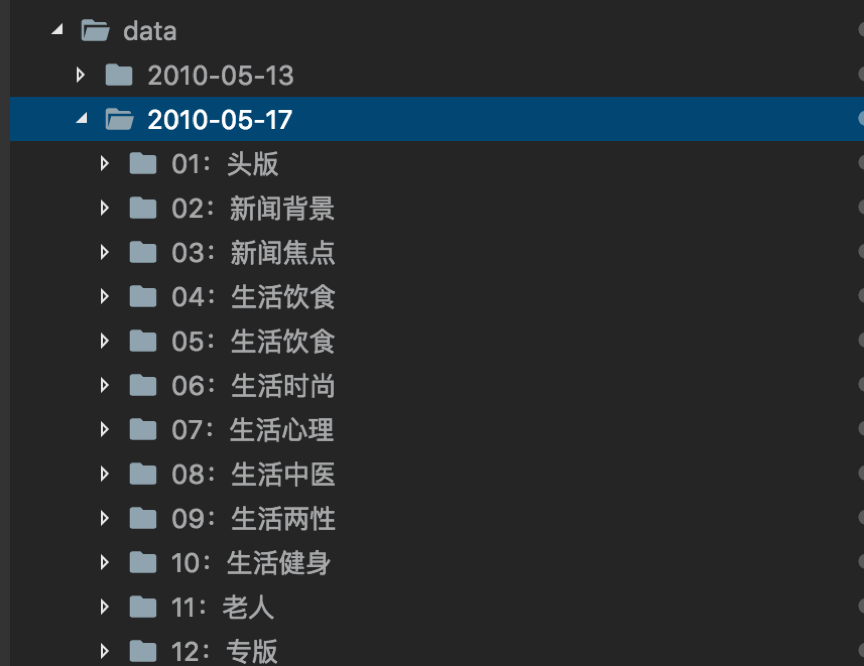 data
2010-05-13
2010-05-17
01：头版
02：新闻背景
03：新闻焦点
04：生活饮食
05：生活饮食
06：生活时尚
07：生活心理
08：生活中医
09：生活两性
10：生活健身
11：老人
12：专版